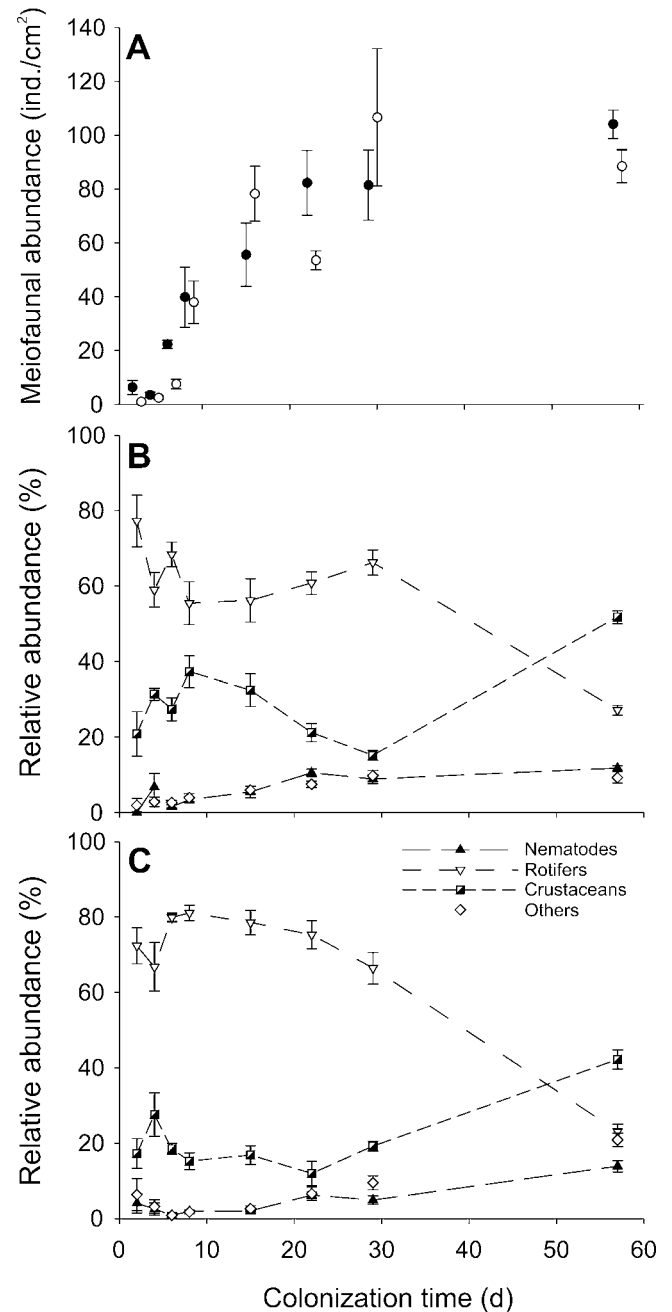 A
Meiofaunal abundance (ind./cm²)
140
120
100
80
60
40
20
0
B
Relative abundance (%)
100
80
60
40
20
0
C
Relative abundance (%)
100
80
60
40
20
0
Nematodes
Rotifers
Crustaceans
Others
0 10 20 30 40 50 60
Colonization time (d)